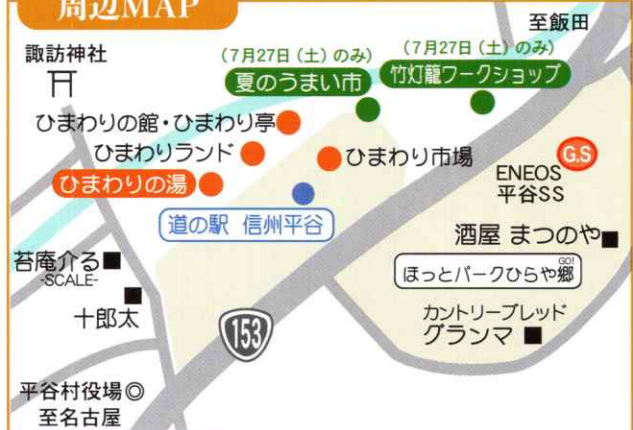 周辺MAP
至飯田
諏訪神社
(7月27日(土)のみ)
夏のうまい市
(7月27日(土)のみ)
竹灯籠ワークショップ
ひまわりの館・ひまわり亭
ひまわりランド
ひまわり市場
ひまわりの湯
G.S
ENEOS
平谷SS
道の駅 信州平谷
酒屋 まつのや
苔庵介る
-SCALE-
GO!
ほっとパークひらや郷
十郎太
カントリーブレッド
グランマ
153
平谷村役場◎
至名古屋